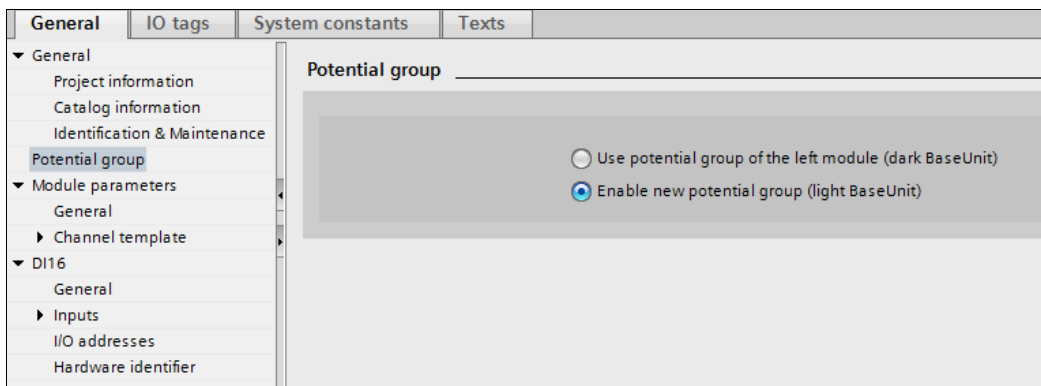 General IO tags System constants Texts
General
Project information
Catalog information
Identification & Maintenance
Potential group
Module parameters
General
Channel template
DI16
General
Inputs
I/O addresses
Hardware identifier
Potential group
Use potential group of the left module (dark BaseUnit)
Enable new potential group (light BaseUnit)